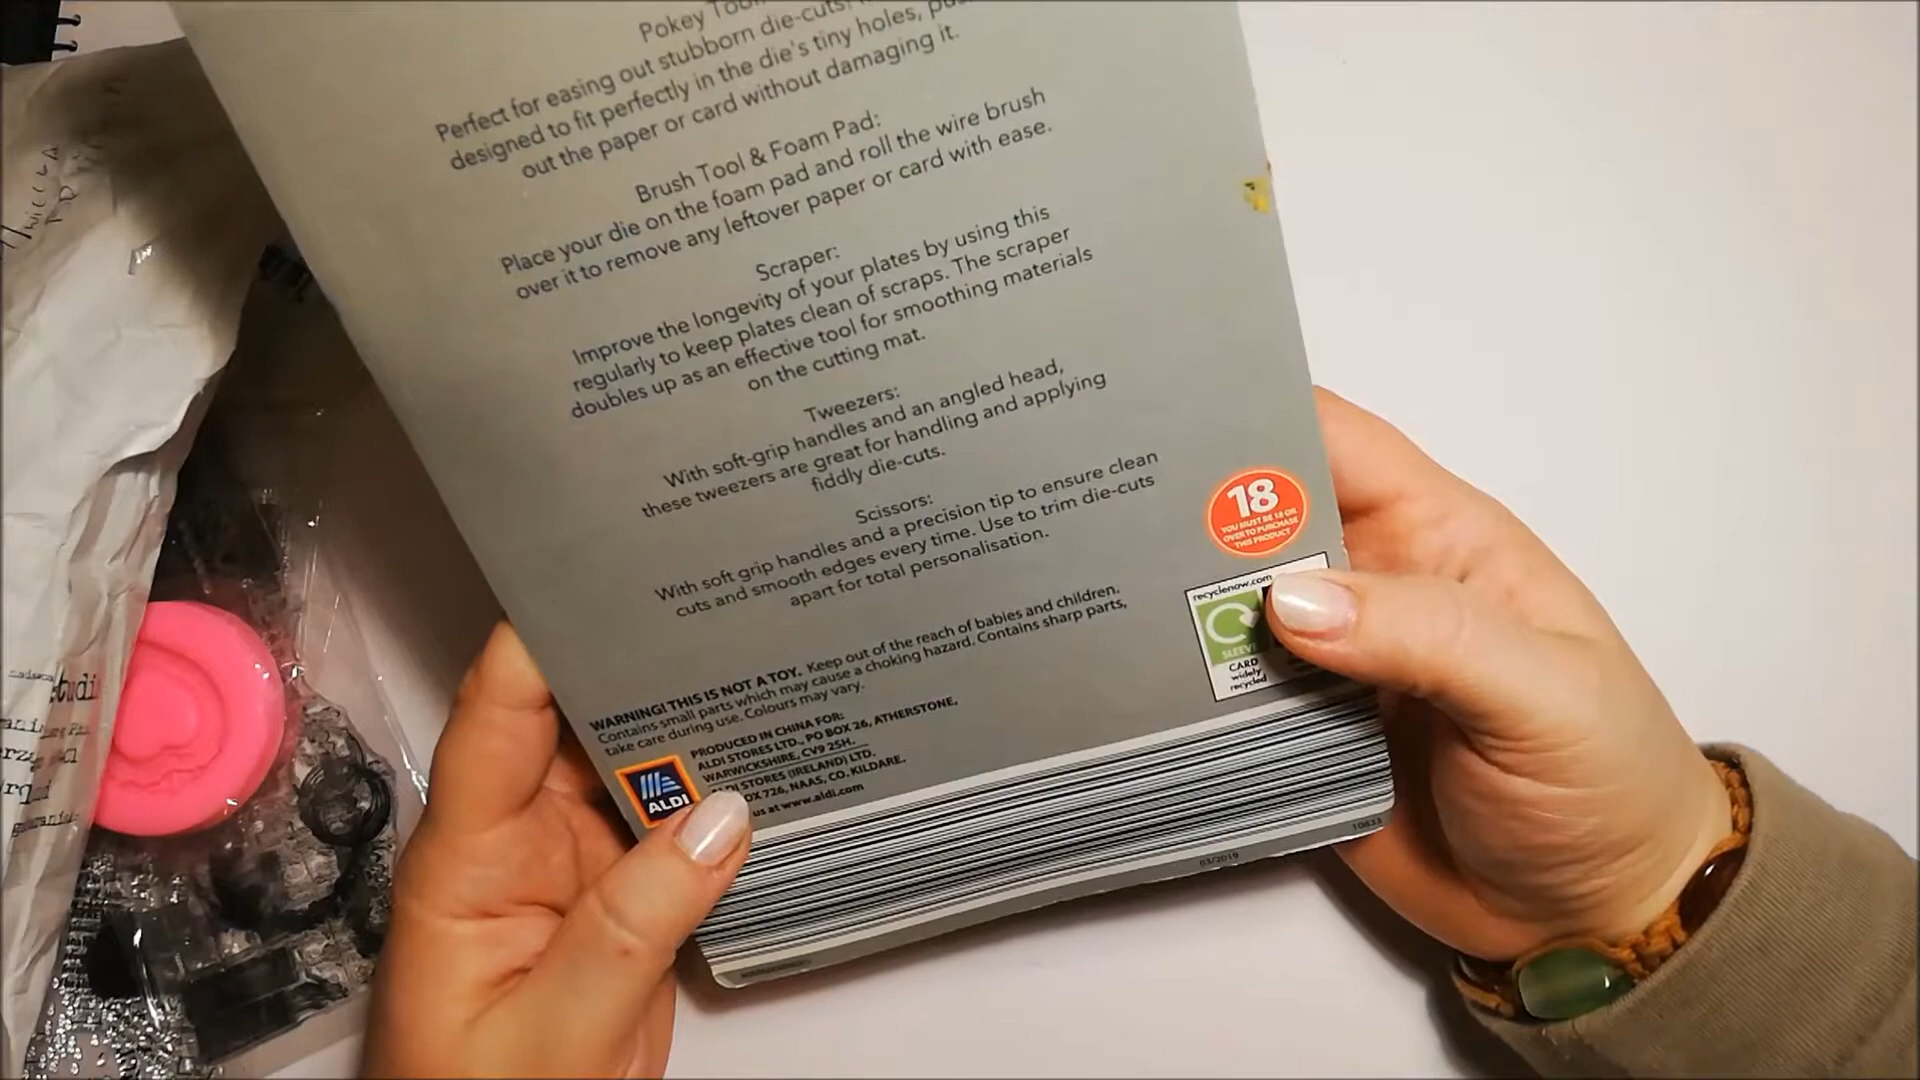 Pokey Tool:
Perfect for easing out stubborn die-cuts.
designed to fit perfectly in the die's tiny holes,
out the paper or card without damaging it.
Brush Tool & Foam Pad:
Place your die on the foam pad and roll the wire brush
over it to remove any leftover paper or card with ease.
Scraper:
Improve the longevity of your plates by using this
regularly to keep plates clean of scraps. The scraper
doubles up as an effective tool for smoothing materials
on the cutting mat.
Tweezers:
With soft-grip handles and an angled head,
these tweezers are great for handling and applying
fiddly die-cuts.
Scissors:
With soft grip handles and a precision tip to ensure clean
cuts and smooth edges every time. Use to trim die-cuts
apart for total personalisation.
18
YOU MUST BE 18 OR
OVER TO PURCHASE
THIS PRODUCT
recyclenow.com
SLEEVE
CARD
widely
recycled
WARNING! THIS IS NOT A TOY. Keep out of the reach of babies and children.
Contains small parts which may cause a choking hazard. Contains sharp parts,
take care during use. Colours may vary.
PRODUCED IN CHINA FOR:
ALDI STORES LTD., PO BOX 26, ATHERSTONE,
WARWICKSHIRE, CV9 2SH.
ALDI STORES (IRELAND) LTD.
BOX 726, NAAS, CO. KILDARE.
us at www.aldi.com
ALDI
03/2019